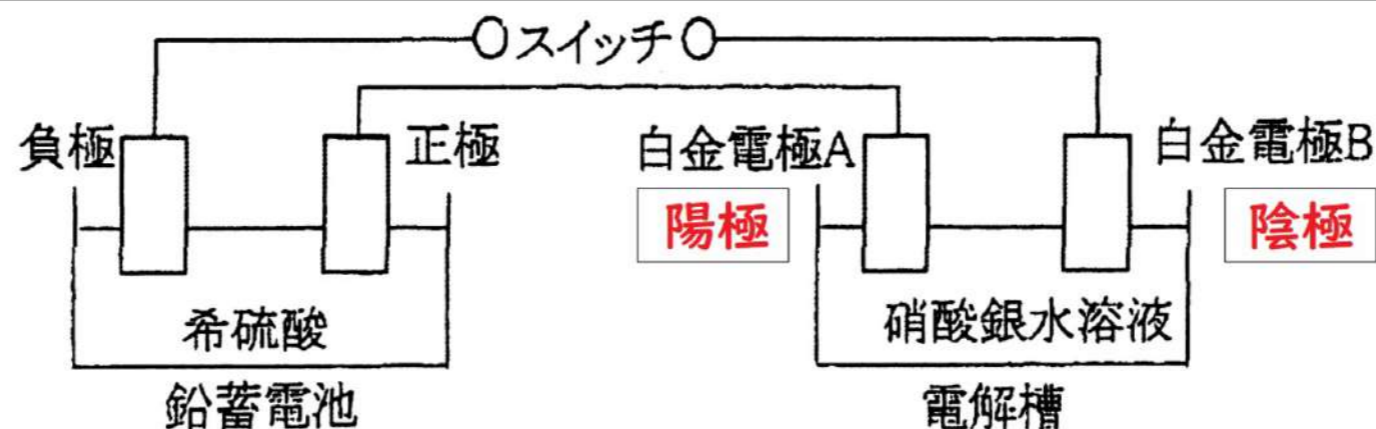 スイッチ
負極
正極
白金電極A
白金電極B
陽極
陰極
希硫酸
硝酸銀水溶液
鉛蓄電池
電解槽